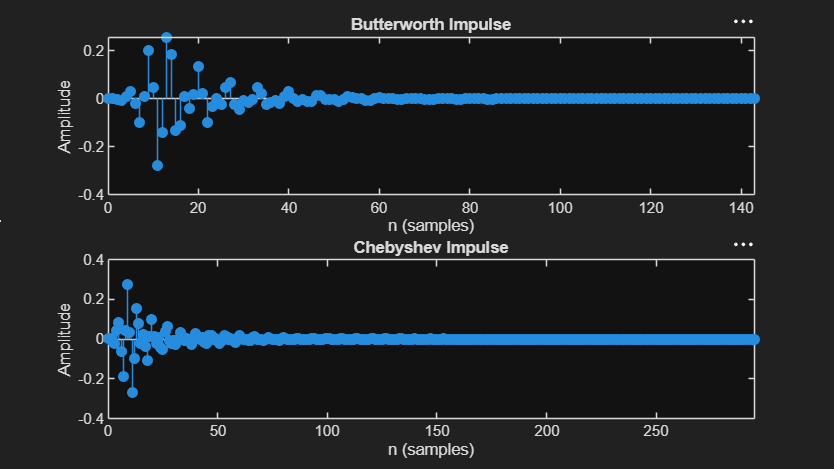 Butterworth Impulse
0.2
0
-0.2
-0.4
Amplitude
0 20 40 60 80 100 120 140
n (samples)
Chebyshev Impulse
0.4
0.2
0
-0.2
-0.4
Amplitude
0 50 100 150 200 250
n (samples)